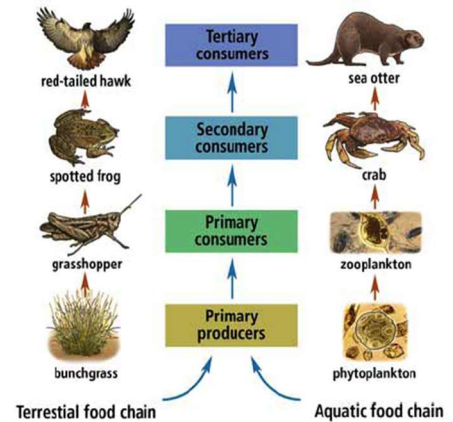 Tertiary
consumers
red-tailed hawk
sea otter
Secondary
consumers
spotted frog
crab
Primary
consumers
grasshopper
zooplankton
Primary
producers
bunchgrass
phytoplankton
Terrestial food chain
Aquatic food chain